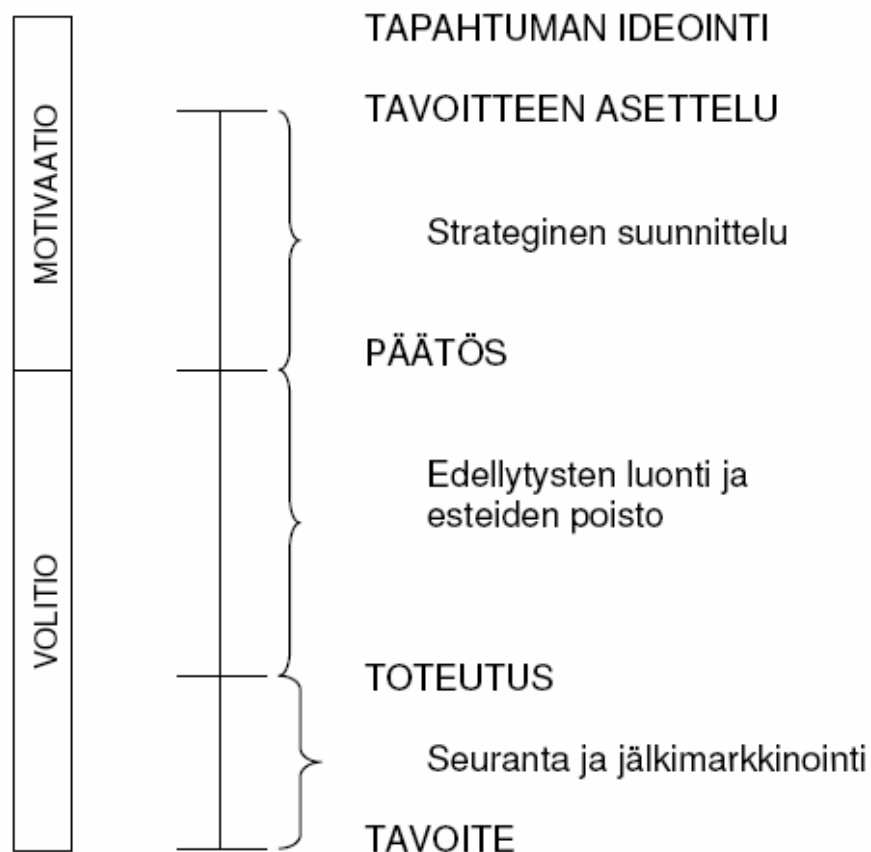 TAPAHTUMAN IDEOINTI
TAVOITTEEN ASETTELU
MOTIVAATIO
Strateginen suunnittelu
PÄÄTÖS
Edellytysten luonti ja
esteiden poisto
VOLITIO
TOTEUTUS
Seuranta ja jälkimarkkinointi
TAVOITE